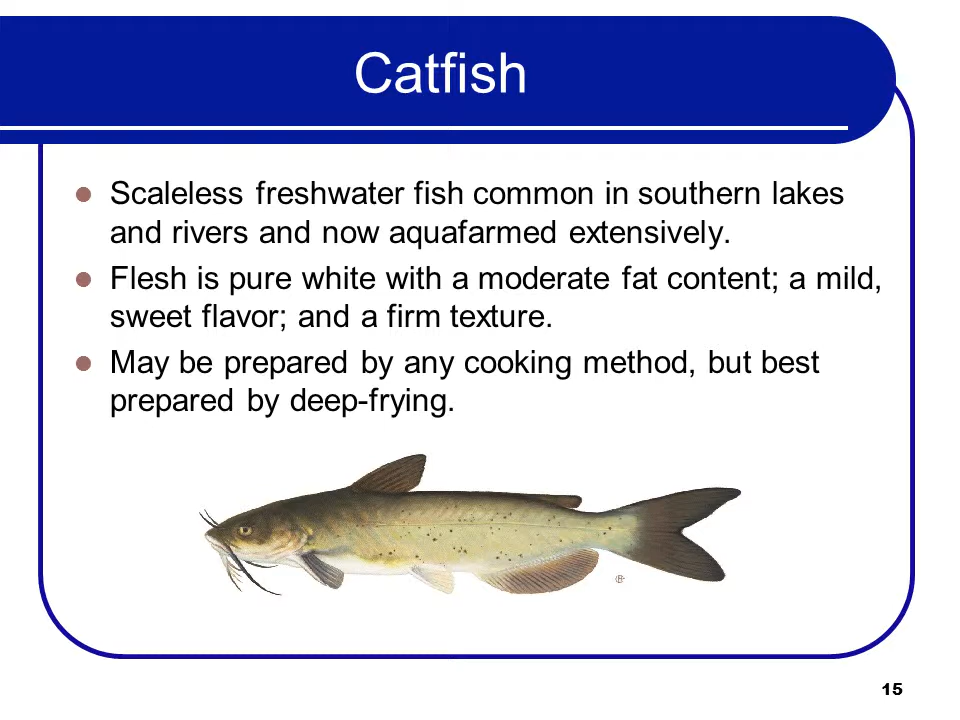 Catfish
Scaleless freshwater fish common in southern lakes
and rivers and now aquafarmed extensively.
Flesh is pure white with a moderate fat content; a mild,
sweet flavor; and a firm texture.
May be prepared by any cooking method, but best
prepared by deep-frying.
15